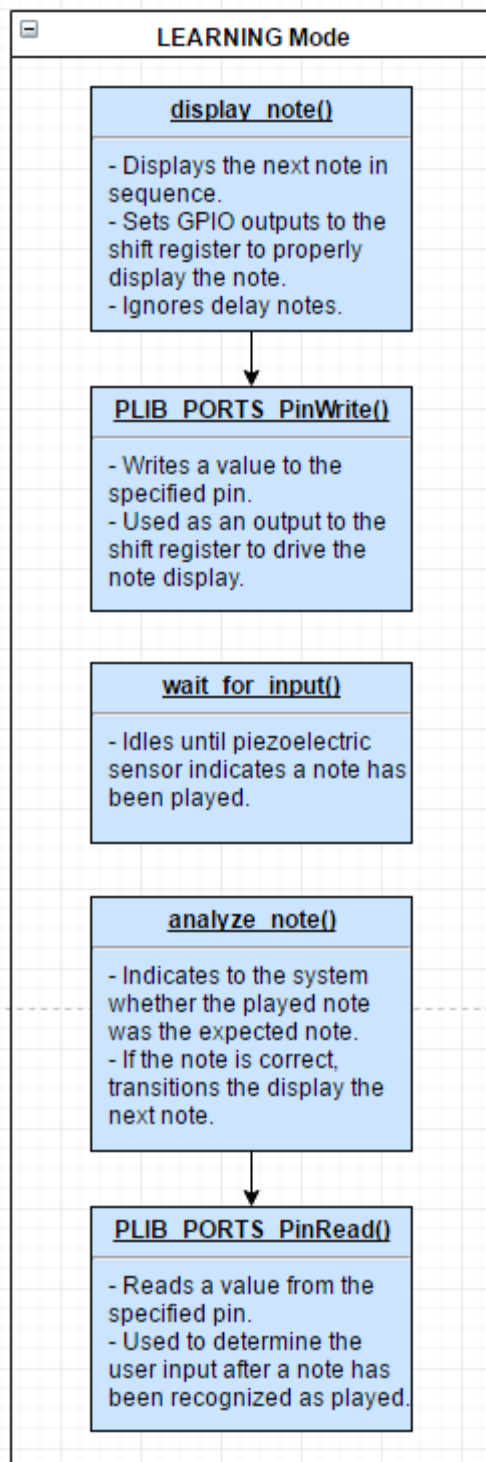 LEARNING Mode
display_note()
- Displays the next note in
sequence.
- Sets GPIO outputs to the
shift register to properly
display the note.
- Ignores delay notes.
PLIB_PORTS_PinWrite()
- Writes a value to the
specified pin.
- Used as an output to the
shift register to drive the
note display.
wait_for_input()
- Idles until piezoelectric
sensor indicates a note has
been played.
analyze_note()
- Indicates to the system
whether the played note
was the expected note.
- If the note is correct,
transitions the display the
next note.
PLIB_PORTS_PinRead()
- Reads a value from the
specified pin.
- Used to determine the
user input after a note has
been recognized as played.